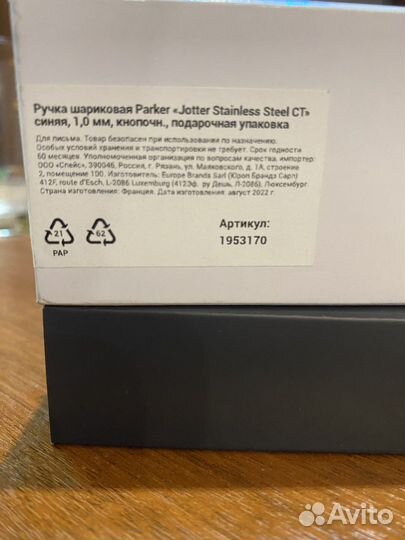 Ручка шариковая Parker «Jotter Stainless Steel CT»
синяя, 1,0 мм, кнопочн., подарочная упаковка
Для письма. Товар безопасен при использовании по назначению.
Особых условий хранения и транспортировки не требует. Срок годности
60 месяцев. Уполномоченная организация по вопросам качества, импортер:
ООО «Спейс», 390046, Россия, г. Рязань, ул. Маяковского, д. 1А, строение
2, помещение 100. Изготовитель: Europe Brands Sarl (Юроп Брандз Сарл)
412F, route d'Esch, L-2086 Luxemburg (412Эф, ру Дешь, Л-2086), Люксембург
Страна изготовления: Франция. Дата изготовления: август 2022 г.
Артикул:
1953170
21
62
PAP
Avito